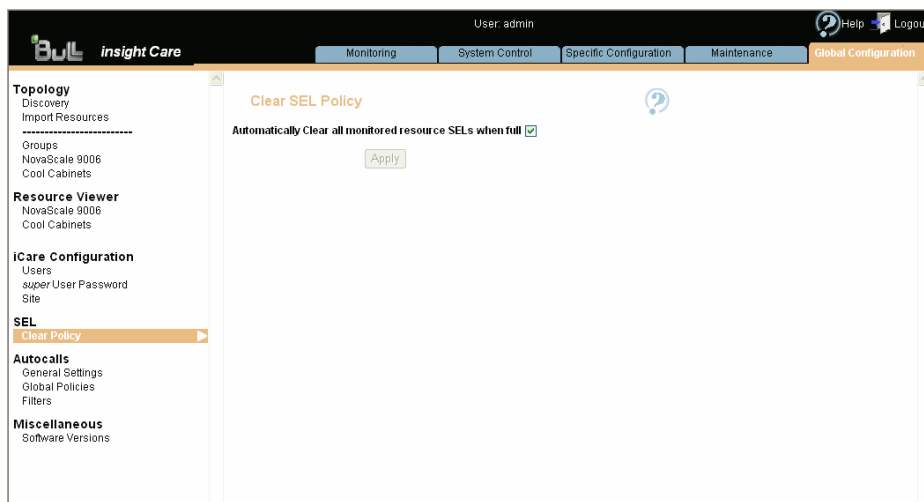 User: admin
Help
Logou
Bull
insight Care
Monitoring
System Control
Specific Configuration
Maintenance
Global Configuration
Topology
Discovery
Import Resources
-------------------------
Groups
NovaScale 9006
Cool Cabinets
Resource Viewer
NovaScale 9006
Cool Cabinets
iCare Configuration
Users
super User Password
Site
SEL
Clear Policy
Autocalls
General Settings
Global Policies
Filters
Miscellaneous
Software Versions
Clear SEL Policy
Automatically Clear all monitored resource SELs when full
Apply